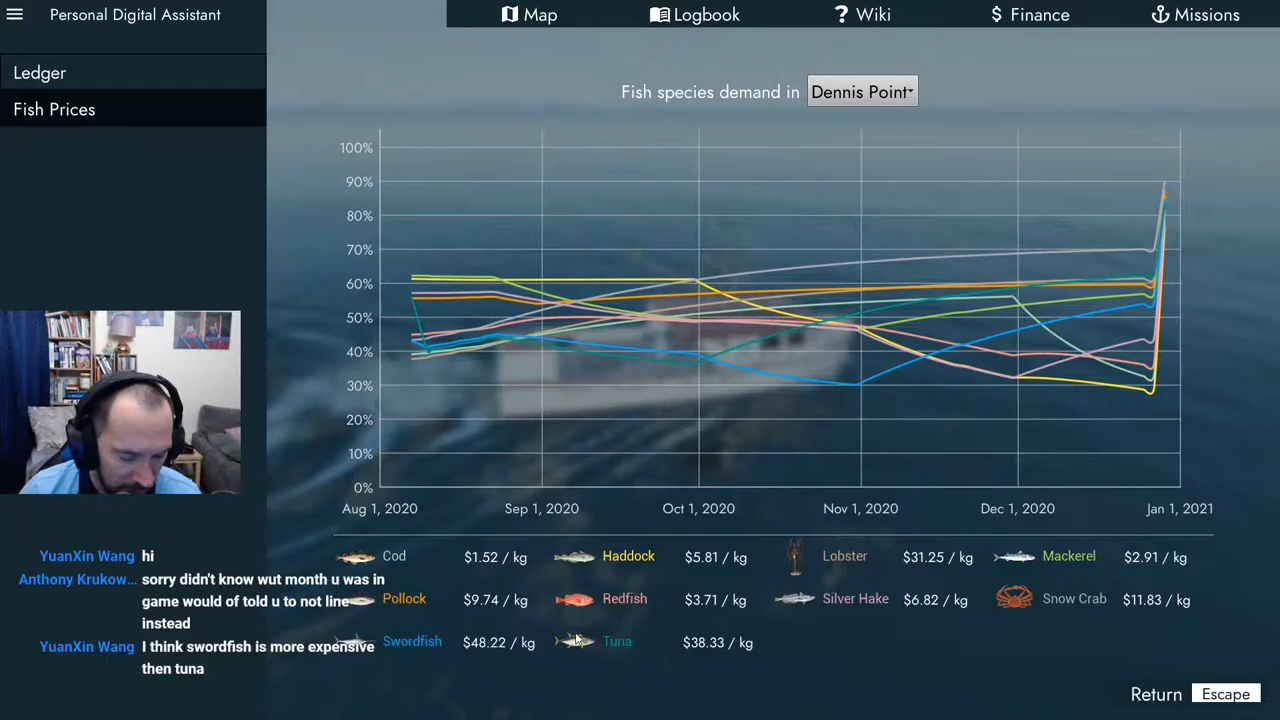 Personal Digital Assistant
Map
Logbook
Wiki
Finance
Missions
Ledger
Fish Prices
Fish species demand in Dennis Point
100%
90%
80%
70%
60%
50%
40%
30%
20%
10%
0%
Aug 1, 2020
Sep 1, 2020
Oct 1, 2020
Nov 1, 2020
Dec 1, 2020
Jan 1, 2021
Cod $1.52 / kg
Haddock $5.81 / kg
Lobster $31.25 / kg
Mackerel $2.91 / kg
Pollock $9.74 / kg
Redfish $3.71 / kg
Silver Hake $6.82 / kg
Snow Crab $11.83 / kg
Swordfish $48.22 / kg
Tuna $38.33 / kg
YuanXin Wang hi
Anthony Krukow... sorry didn't know wut month u was in
game would of told u to not line
instead
YuanXin Wang I think swordfish is more expensive
then tuna
Return Escape